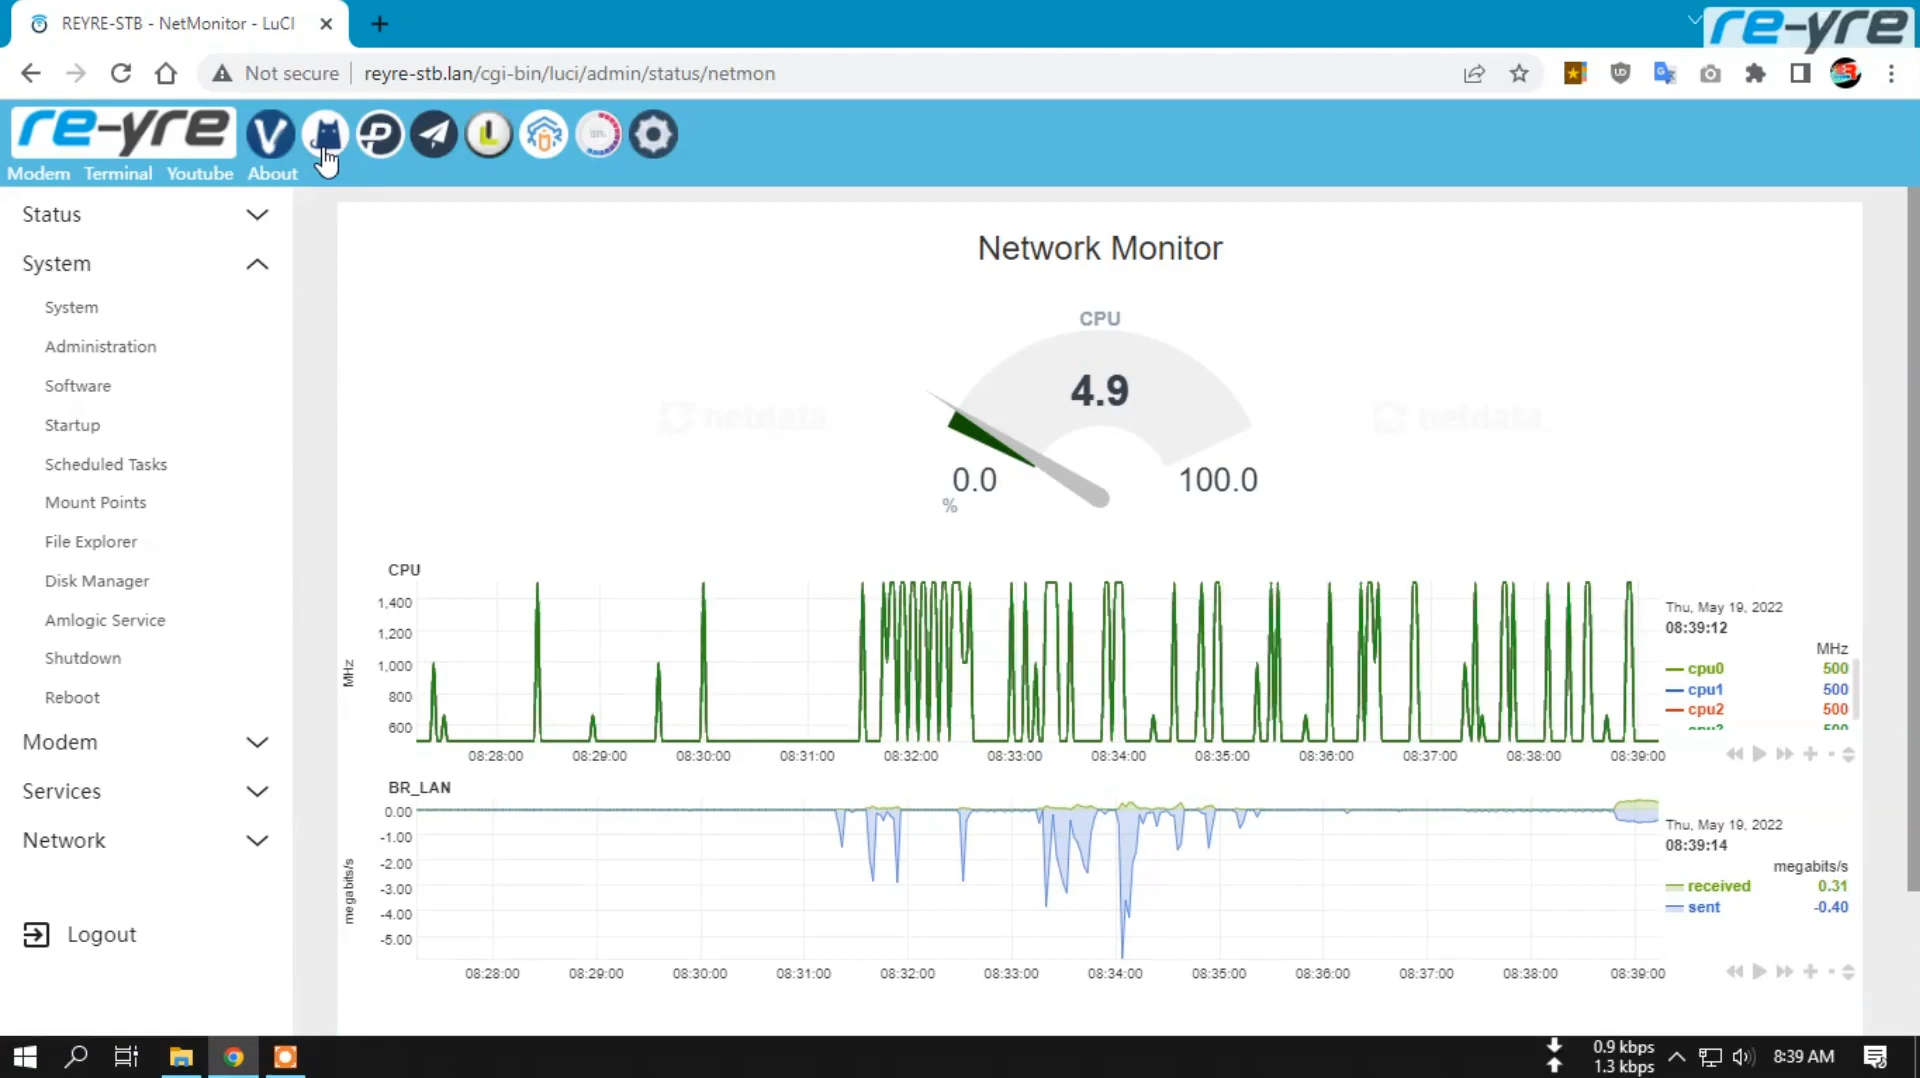 REYRE-STB - NetMonitor - LuCI
re-yre
Not secure
reyre-stb.lan/cgi-bin/luci/admin/status/netmon
re-yre
Modem Terminal Youtube About
Status
System
System
Administration
Software
Startup
Scheduled Tasks
Mount Points
File Explorer
Disk Manager
Amlogic Service
Shutdown
Reboot
Modem
Services
Network
Logout
Network Monitor
CPU
4.9
netdata
netdata
0.0
100.0
%
CPU
1,400
1,200
1,000
800
600
MHz
08:28:00 08:29:00 08:30:00 08:31:00 08:32:00 08:33:00 08:34:00 08:35:00 08:36:00 08:37:00 08:38:00 08:39:00
Thu, May 19, 2022
08:39:12
MHz
cpu0 500
cpu1 500
cpu2 500
BR_LAN
0.00
-1.00
-2.00
-3.00
-4.00
-5.00
megabits/s
08:28:00 08:29:00 08:30:00 08:31:00 08:32:00 08:33:00 08:34:00 08:35:00 08:36:00 08:37:00 08:38:00 08:39:00
Thu, May 19, 2022
08:39:14
megabits/s
received 0.31
sent -0.40
0.9 kbps
1.3 kbps
8:39 AM